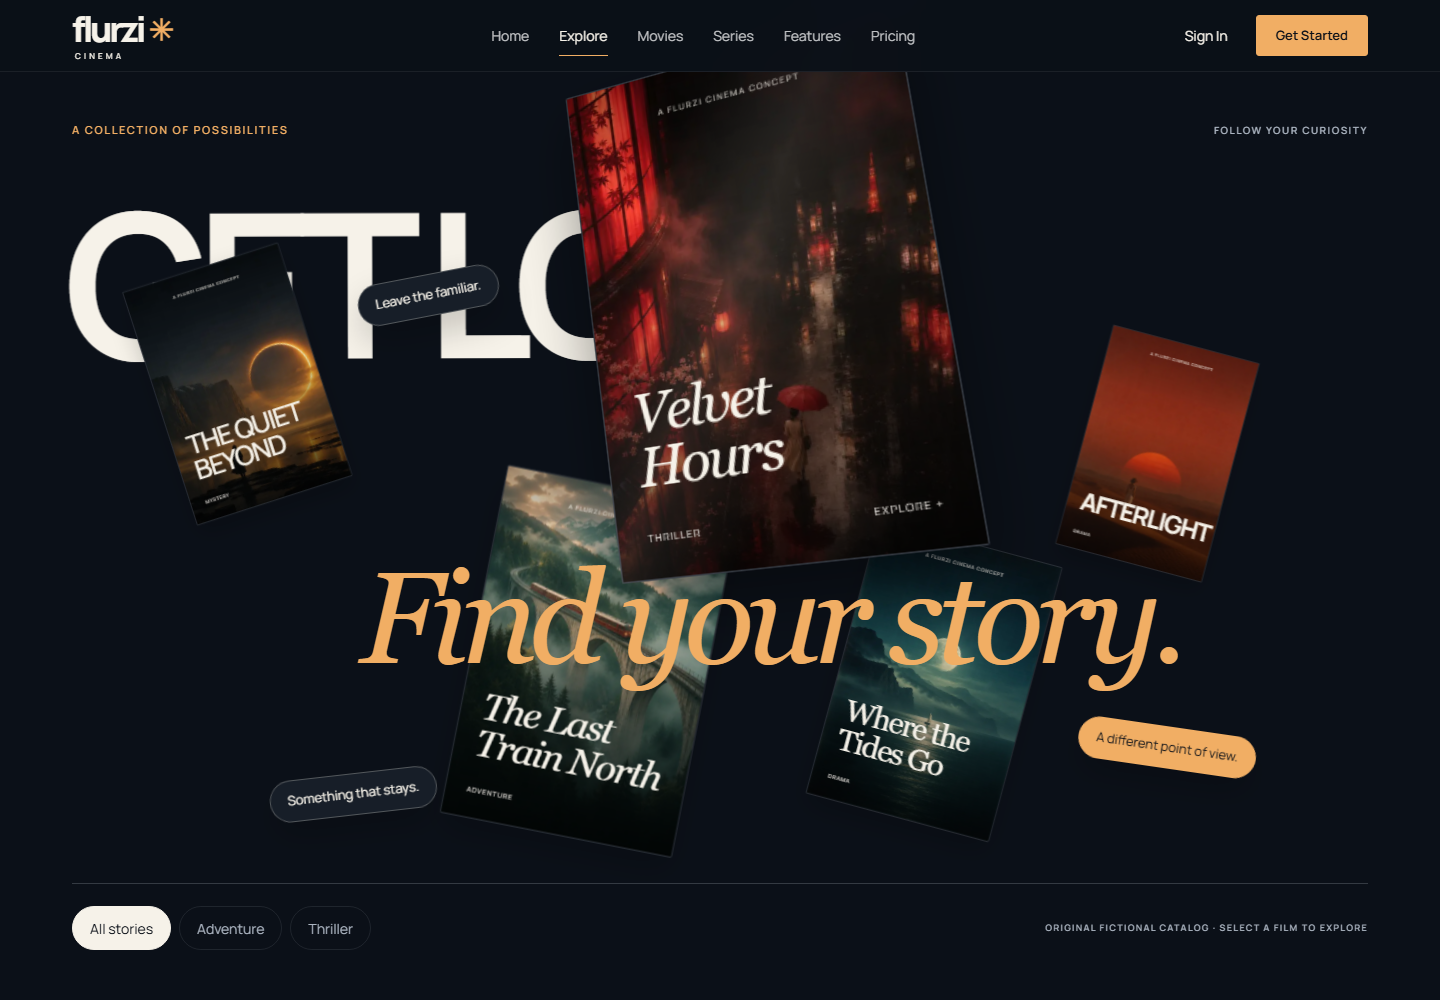 flurzi
CINEMA
Home Explore Movies Series Features Pricing
Sign In
Get Started
A COLLECTION OF POSSIBILITIES
FOLLOW YOUR CURIOSITY
GET LO
A FLURZI CINEMA CONCEPT
THE QUIET
BEYOND
MYSTERY
Leave the familiar.
A FLURZI CINEMA CONCEPT
Velvet
Hours
THRILLER
EXPLORE +
A FLURZI CINEMA CONCEPT
AFTERLIGHT
DRAMA
Find your story.
A FLURZI
The Last
Train North
ADVENTURE
A FLURZI CINEMA CONCEPT
Where the
Tides Go
DRAMA
Something that stays.
A different point of view.
All stories
Adventure
Thriller
ORIGINAL FICTIONAL CATALOG · SELECT A FILM TO EXPLORE